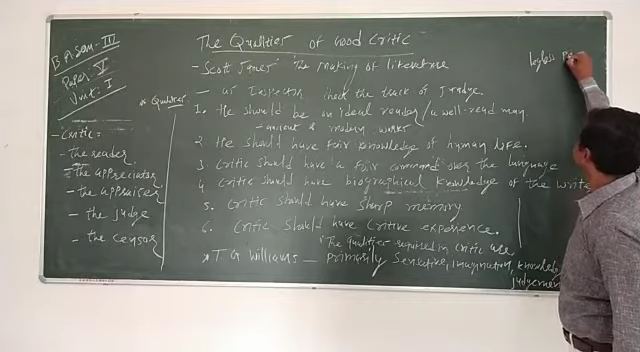 The Qualities of Good Critic
B.A. Sem. III
Paper: V
Unit: I
- Scott James' The Making of literature
- as Inspector check the track of Judge.
* Qualities:
1. He should be an ideal reader/a well-read man
- ancient & modern works
2 He should have fair knowledge of human life.
3 Critic should have a fair command over the language
4 Critic should have biographical knowledge of the write
5. Critic should have sharp memory
6. Critic should have critive experience.
* T G Williams - "The Qualities required in critic are
primarily sensitive, imagination, knowledge
judgement
- Critic:
- the reader
- the appreciator
- the appraiser
- the judge
- the censor
legless